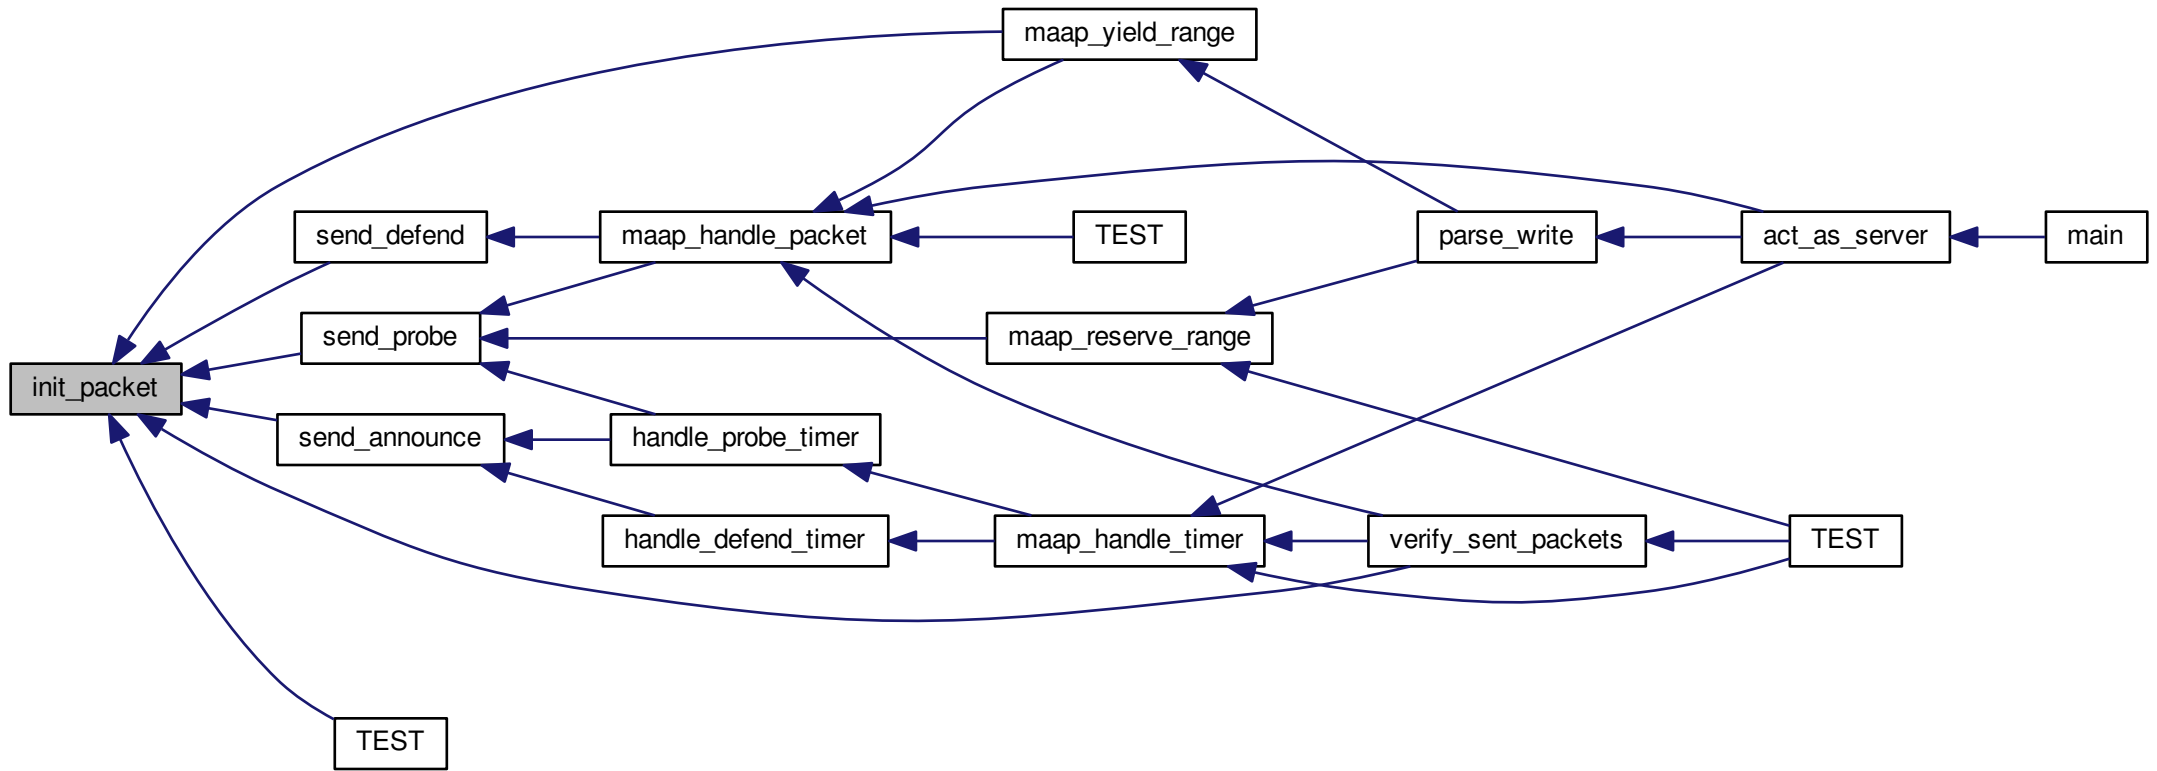 maap_yield_range
send_defend
maap_handle_packet
TEST
parse_write
act_as_server
main
send_probe
maap_reserve_range
init_packet
send_announce
handle_probe_timer
handle_defend_timer
maap_handle_timer
verify_sent_packets
TEST
TEST